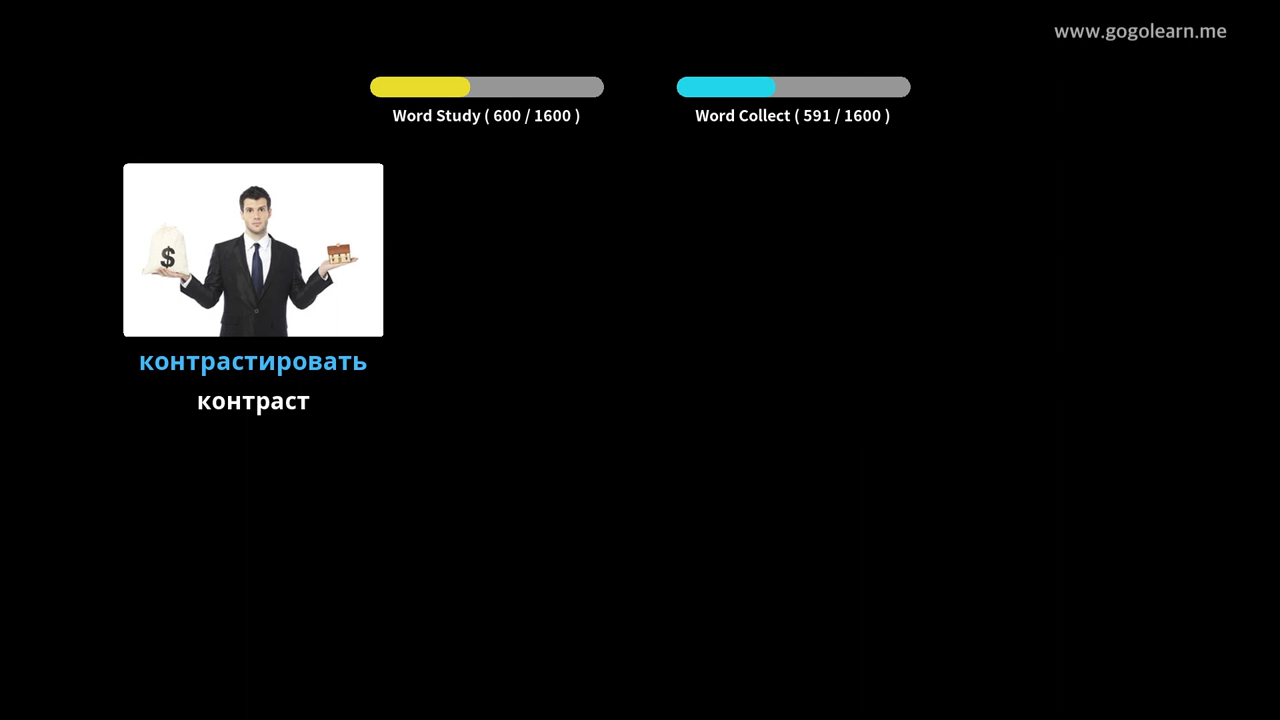 www.gogolearn.me
Word Study ( 600 / 1600 )
Word Collect ( 591 / 1600 )
$
контрастировать
контраст